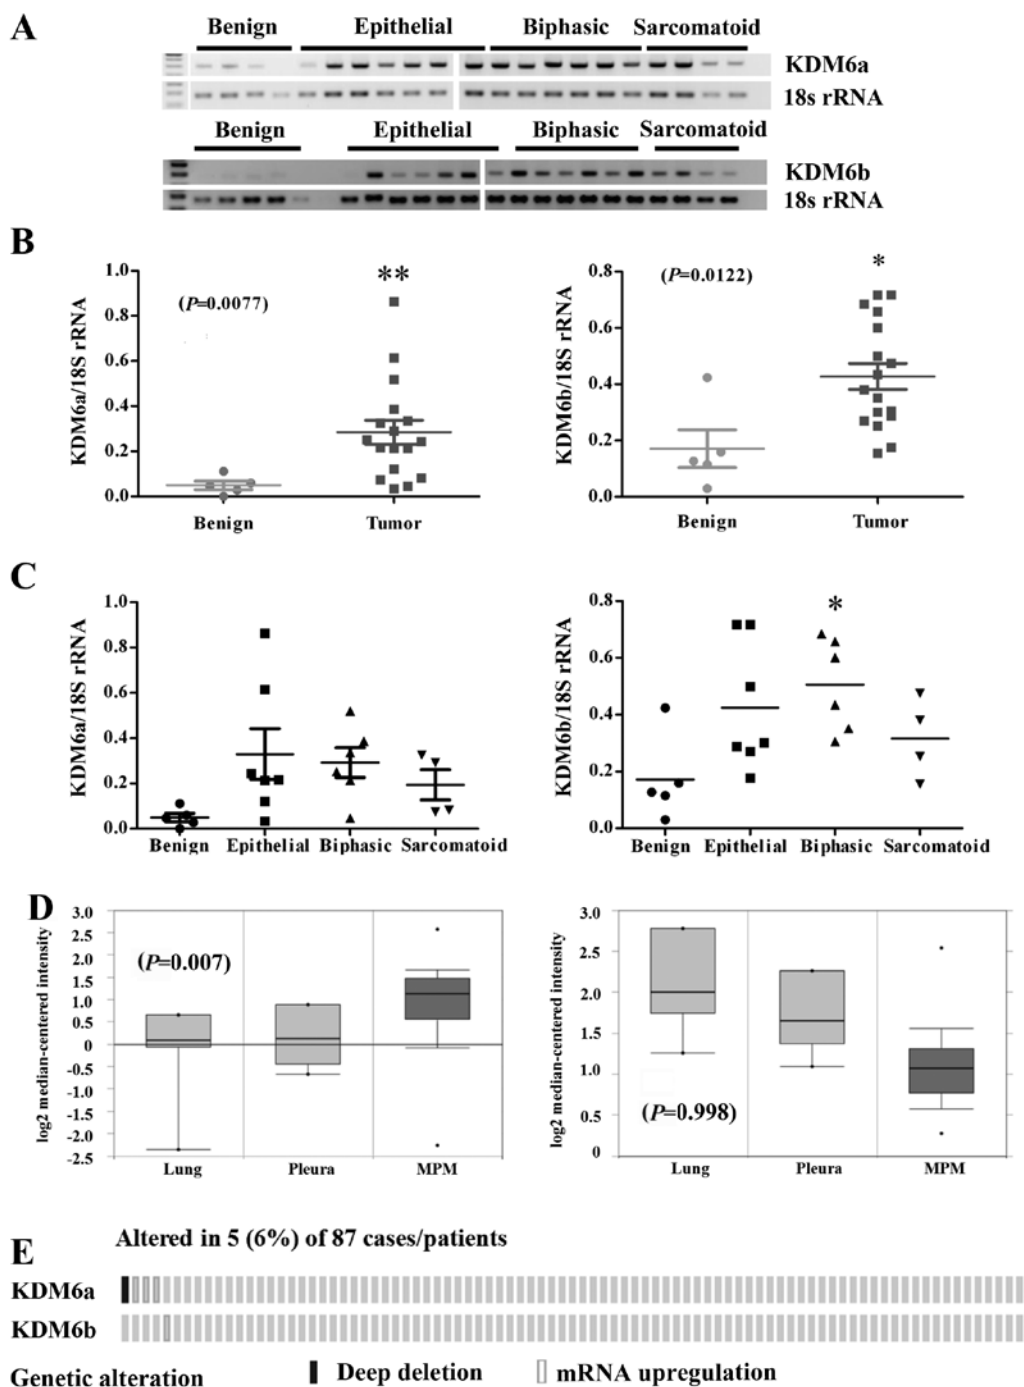 A
Benign Epithelial Biphasic Sarcomatoid
KDM6a
18s rRNA
Benign Epithelial Biphasic Sarcomatoid
KDM6b
18s rRNA
B
KDM6a/18S rRNA
1.0
0.8
0.6
0.4
0.2
0.0
(P=0.0077)
**
Benign Tumor
KDM6b/18S rRNA
0.8
0.6
0.4
0.2
0.0
(P=0.0122)
*
Benign Tumor
C
KDM6a/18S rRNA
1.0
0.8
0.6
0.4
0.2
0.0
Benign Epithelial Biphasic Sarcomatoid
KDM6b/18S rRNA
0.8
0.6
0.4
0.2
0.0
*
Benign Epithelial Biphasic Sarcomatoid
D
log2 median-centered intensity
3.0
2.5
2.0
1.5
1.0
0.5
0
-0.5
-1.0
-1.5
-2.0
-2.5
(P=0.007)
Lung Pleura MPM
log2 median-centered intensity
3.0
2.5
2.0
1.5
1.0
0.5
0
(P=0.998)
Lung Pleura MPM
E
Altered in 5 (6%) of 87 cases/patients
KDM6a
KDM6b
Genetic alteration Deep deletion mRNA upregulation